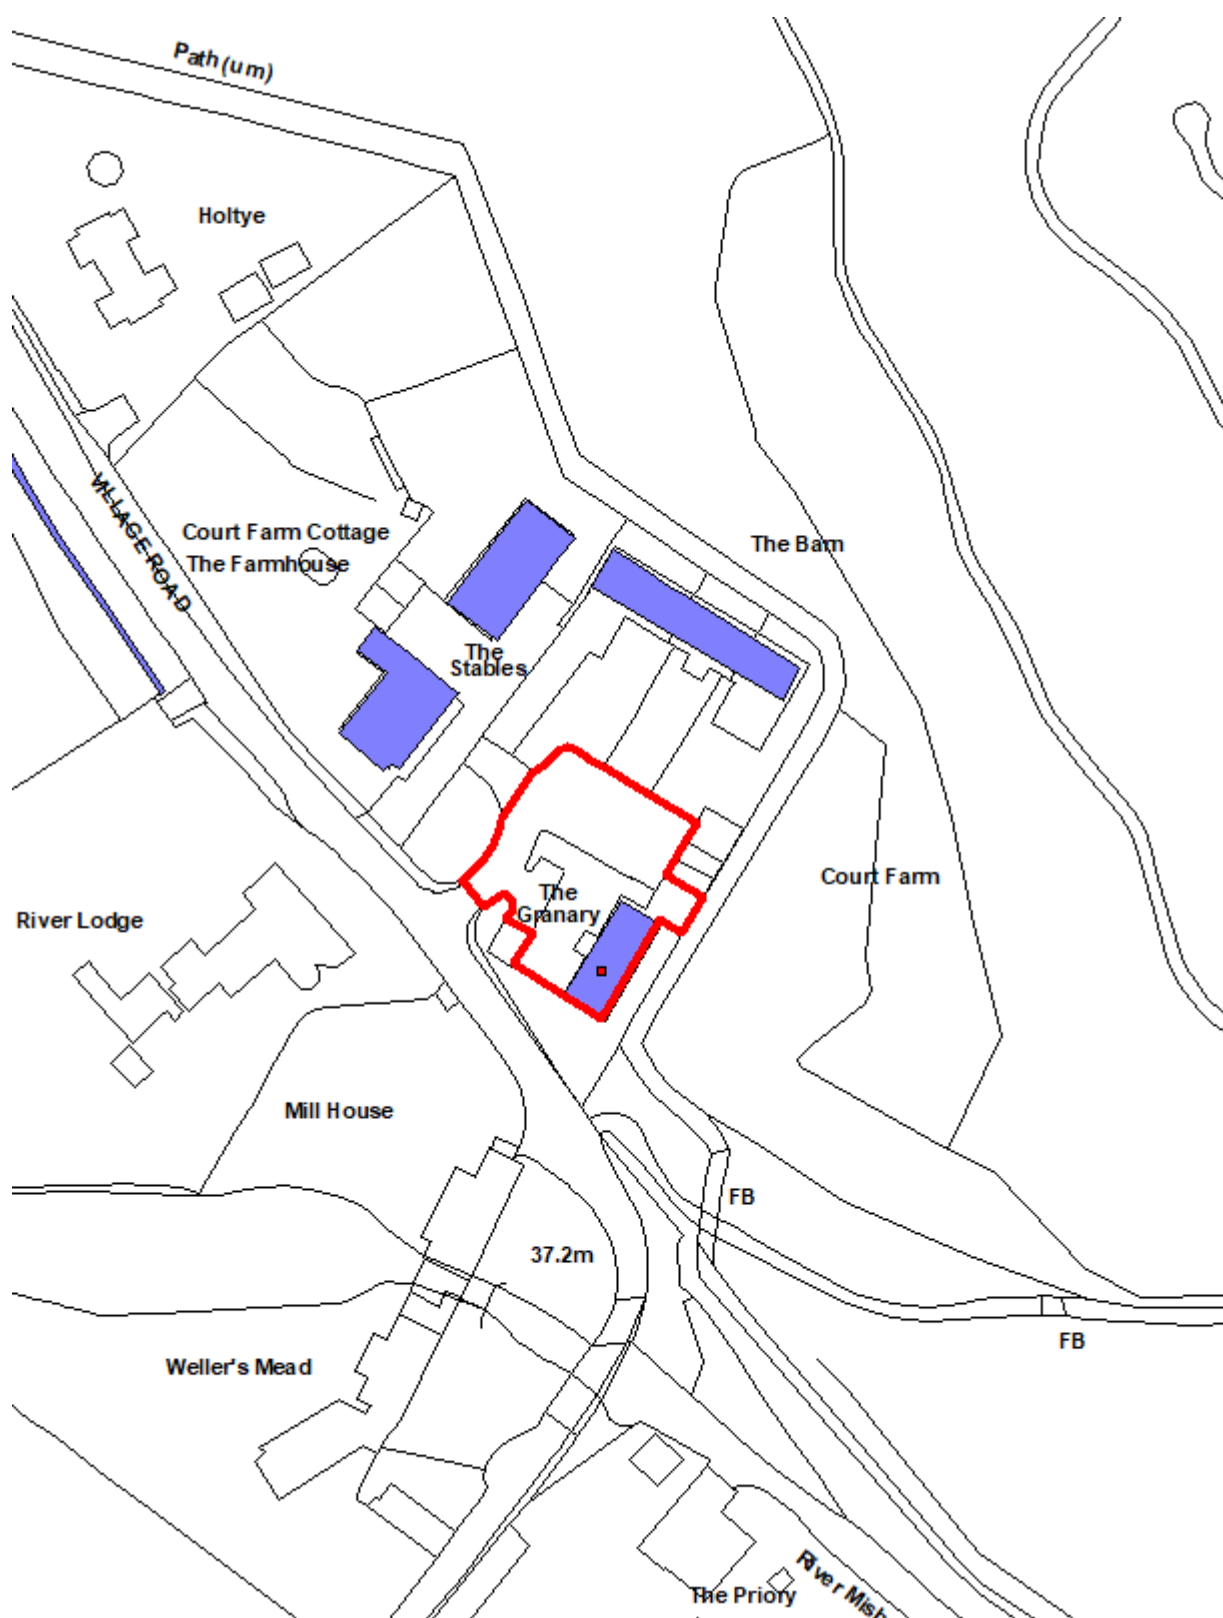 Path (um)
Holtye
VILLAGE ROAD
Court Farm Cottage
The Farmhouse
The Barn
The
Stables
Court Farm
The
Granary
River Lodge
Mill House
FB
37.2m
FB
Weller's Mead
The Priory
River Misb